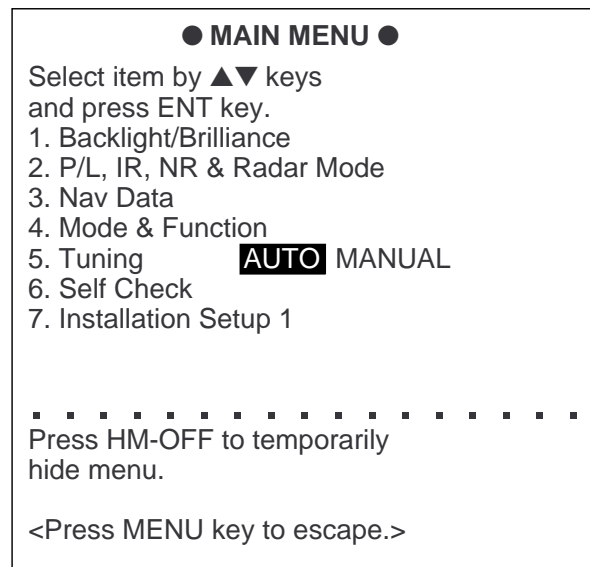 ● MAIN MENU ●
Select item by ▲▼ keys
and press ENT key.
1. Backlight/Brilliance
2. P/L, IR, NR & Radar Mode
3. Nav Data
4. Mode & Function
5. Tuning AUTO MANUAL
6. Self Check
7. Installation Setup 1
Press HM-OFF to temporarily
hide menu.
<Press MENU key to escape.>